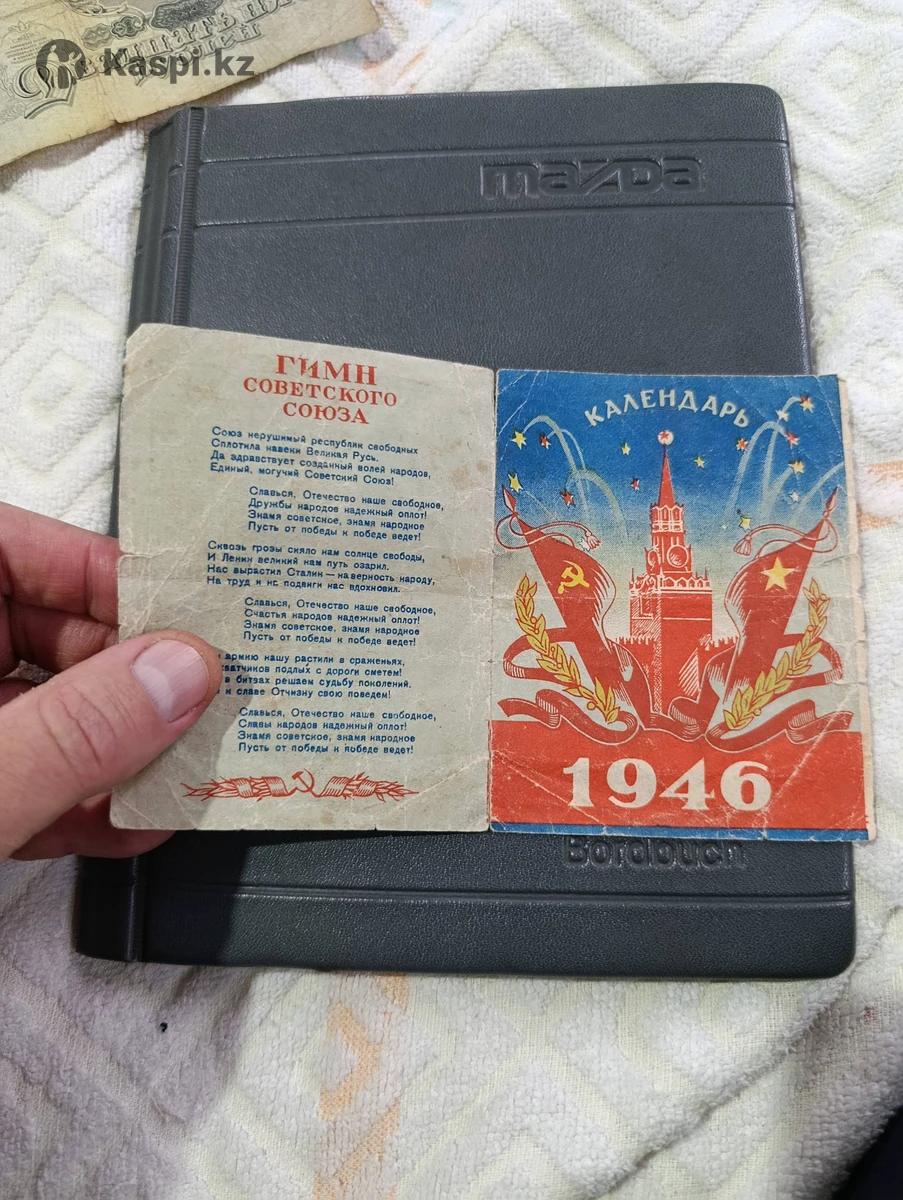 Kaspi.kz
mazda
ГИМН
СОВЕТСКОГО
СОЮЗА
Союз нерушимый республик свободных
Сплотила навеки Великая Русь.
Да здравствует созданный волей народов,
Единый, могучий Советский Союз!
Славься, Отечество наше свободное,
Дружбы народов надежный оплот!
Знамя советское, знамя народное
Пусть от победы к победе ведет!
Сквозь грозы сияло нам солнце свободы,
И Ленин великий нам путь озарил.
Нас вырастил Сталин — на верность народу,
На труд и на подвиги нас вдохновил.
Славься, Отечество наше свободное,
Счастья народов надежный оплот!
Знамя советское, знамя народное
Пусть от победы к победе ведет!
армию нашу растили в сраженьях,
ватчиков подлых с дороги сметем!
в битвах решаем судьбу поколений.
и славе Отчизну свою поведем!
Славься, Отечество наше свободное,
Славы народов надежный оплот!
Знамя советское, знамя народное
Пусть от победы к победе ведет!
КАЛЕНДАРЬ
1946
Bordbuch